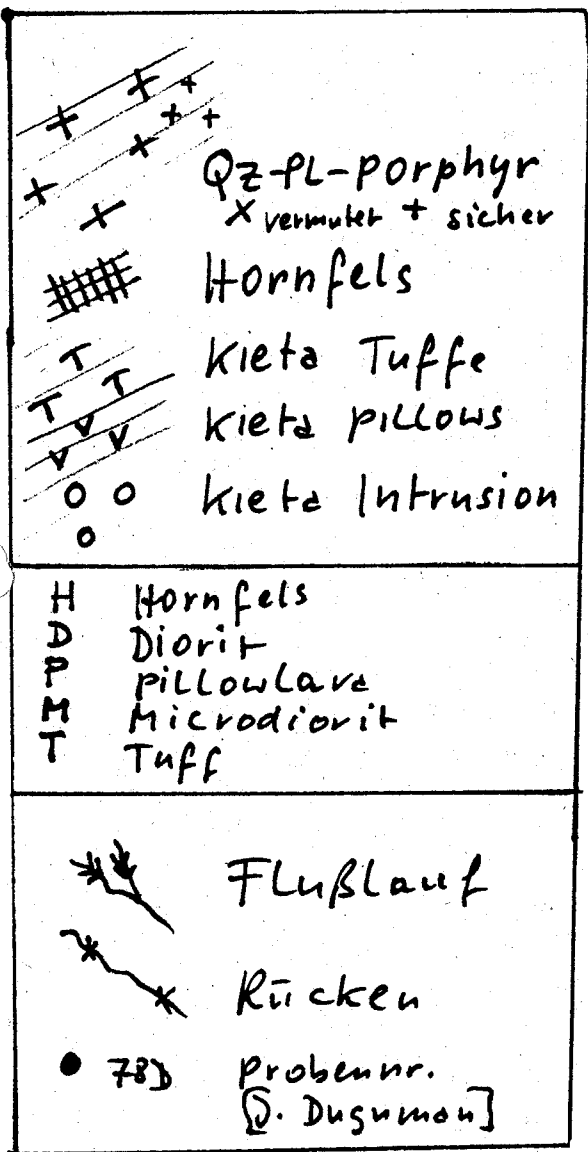 Qz-PL-Porphyr
x vermutet + sicher
Hornfels
Kieta Tuffe
Kieta Pillows
Kieta Intrusion
H Hornfels
D Diorit
P Pillowlava
M Microdiorit
T Tuff
Flußlauf
Rücken
78D Probennr.
[J. Dugumon]